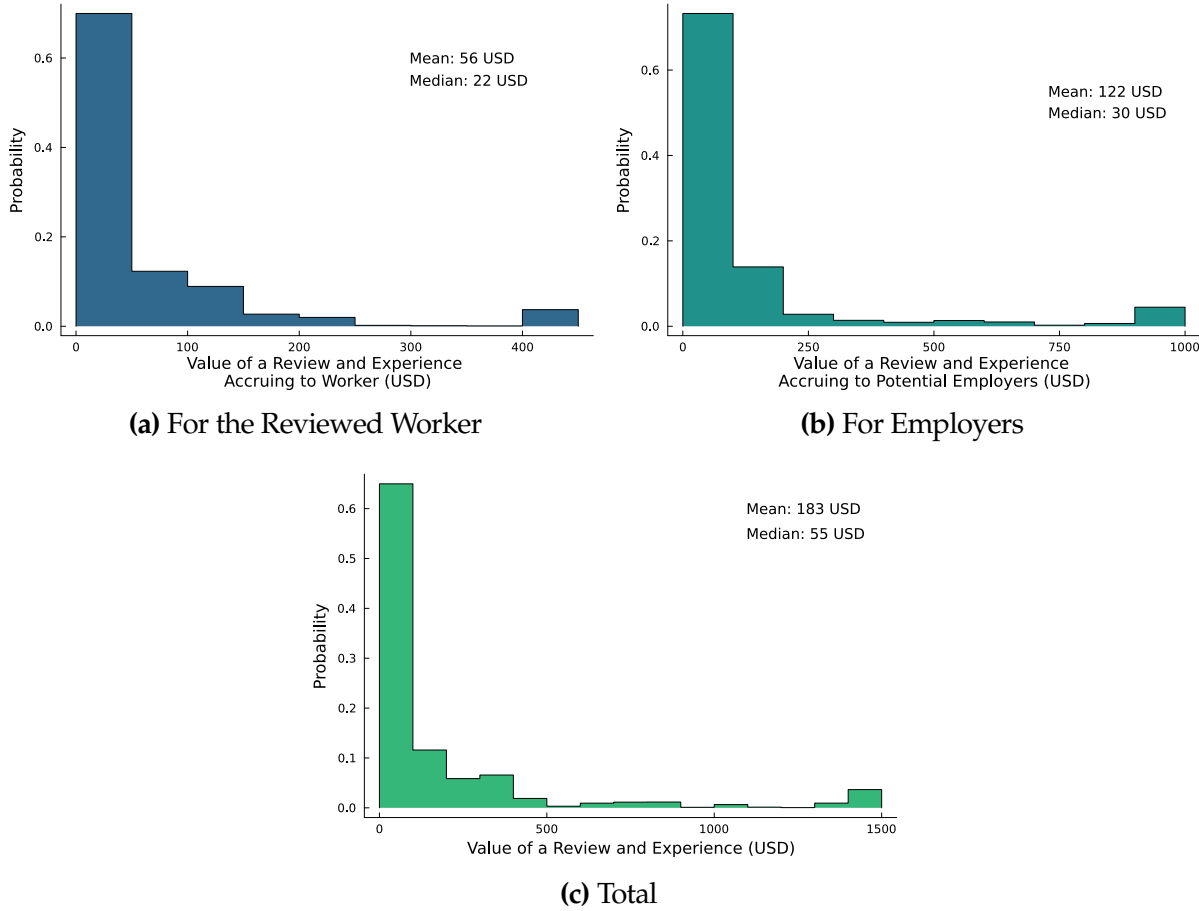 Mean: 56 USD
Median: 22 USD
0.6
0.4
0.2
0.0
Probability
0
100
200
300
400
Value of a Review and Experience
Accruing to Worker (USD)
(a) For the Reviewed Worker
Mean: 122 USD
Median: 30 USD
0.6
0.4
0.2
0.0
Probability
0
250
500
750
1000
Value of a Review and Experience
Accruing to Potential Employers (USD)
(b) For Employers
Mean: 183 USD
Median: 55 USD
0.6
0.5
0.4
0.3
0.2
0.1
0.0
Probability
0
500
1000
1500
Value of a Review and Experience (USD)
(c) Total